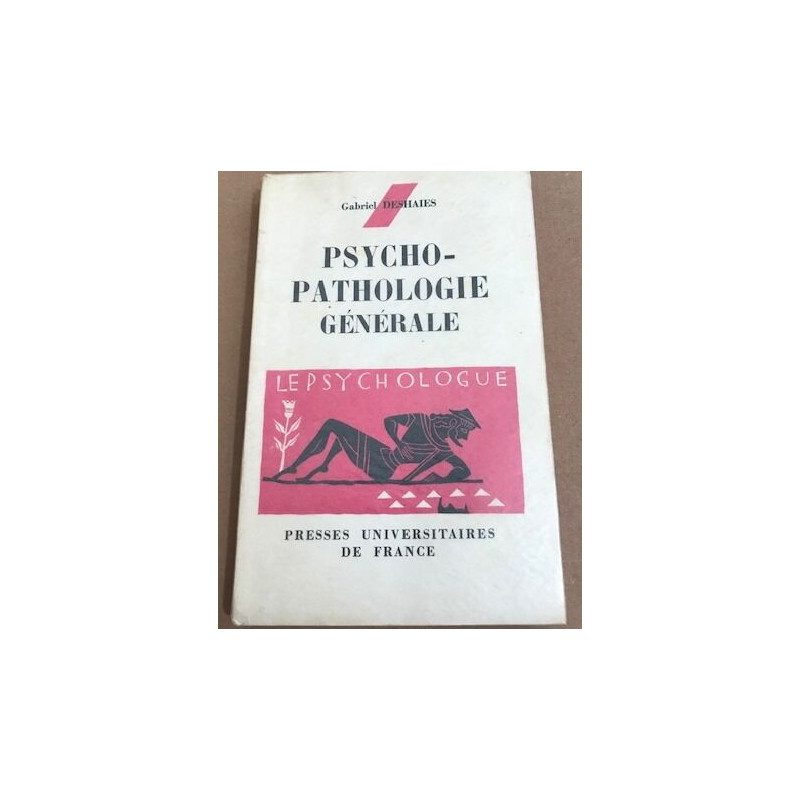 Gabriel DESHAIES
PSYCHO-
PATHOLOGIE
GÉNÉRALE
LE PSYCHOLOGUE
PRESSES UNIVERSITAIRES
DE FRANCE